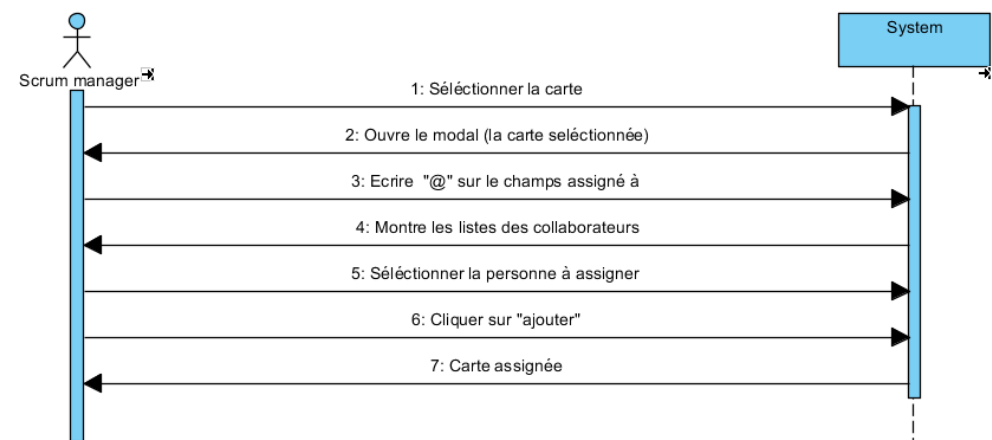 System
Scrum manager
1: Séléctionner la carte
2: Ouvre le modal (la carte seléctionnée)
3: Ecrire "@" sur le champs assigné à
4: Montre les listes des collaborateurs
5: Séléctionner la personne à assigner
6: Cliquer sur "ajouter"
7: Carte assignée